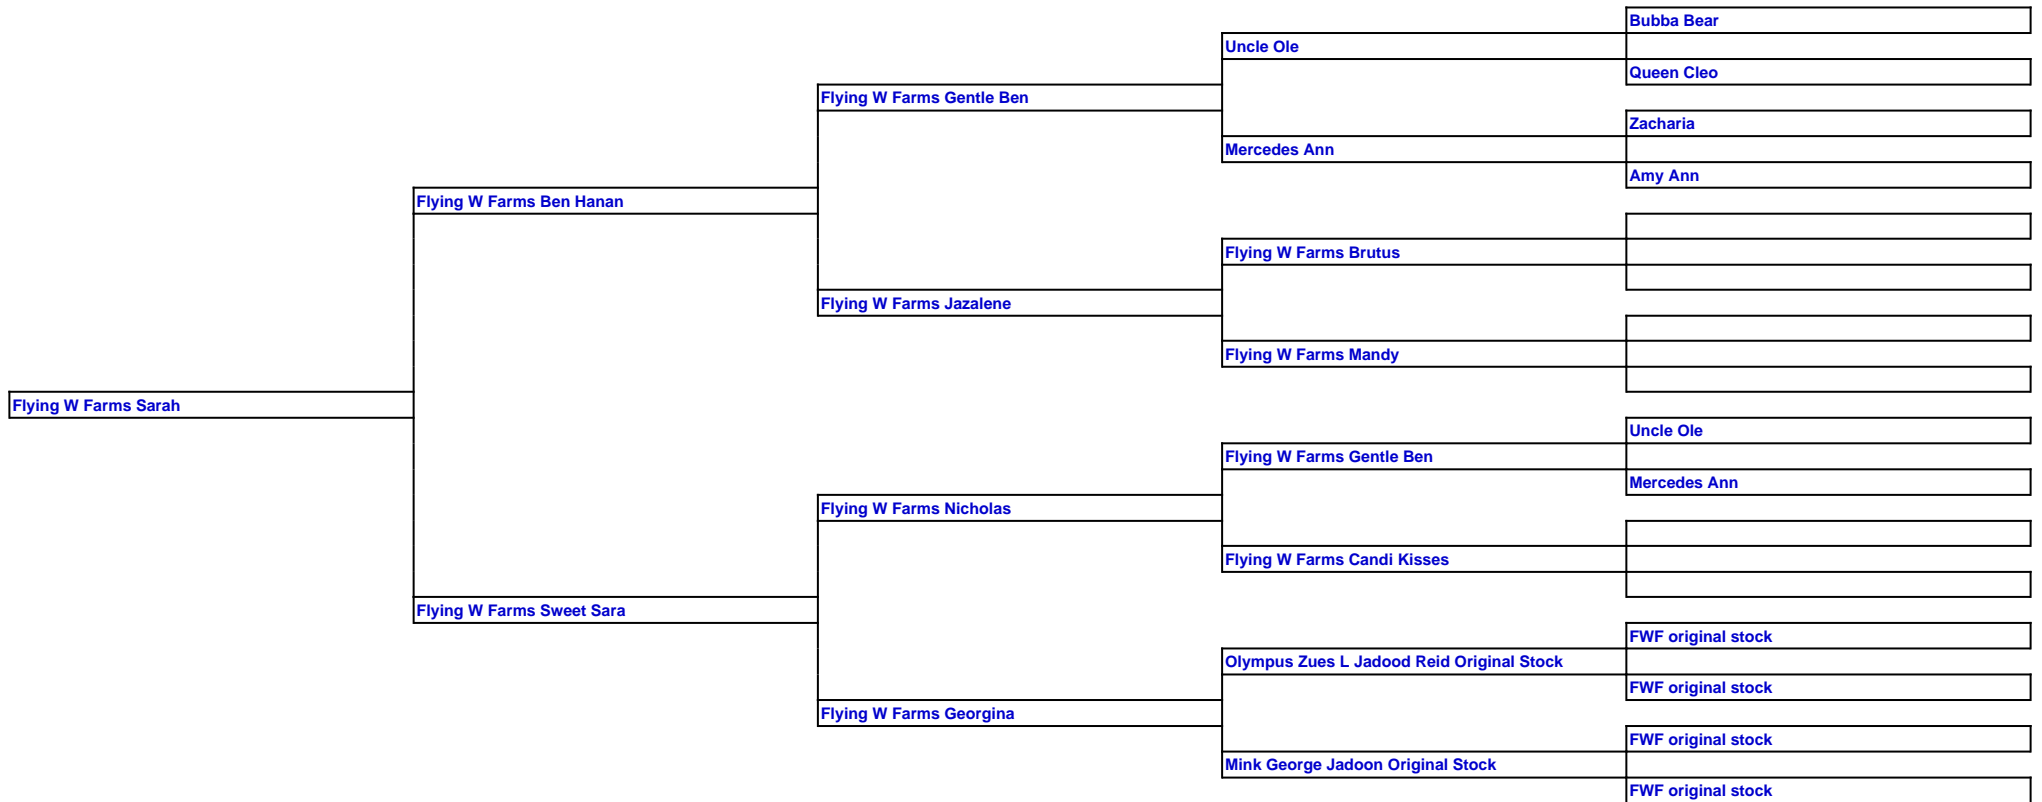 Bubba Bear
Uncle Ole
Queen Cleo
Flying W Farms Gentle Ben
Zacharia
Mercedes Ann
Amy Ann
Flying W Farms Ben Hanan
Flying W Farms Brutus
Flying W Farms Jazalene
Flying W Farms Mandy
Flying W Farms Sarah
Uncle Ole
Flying W Farms Gentle Ben
Mercedes Ann
Flying W Farms Nicholas
Flying W Farms Candi Kisses
Flying W Farms Sweet Sara
FWF original stock
Olympus Zues L Jadood Reid Original Stock
FWF original stock
Flying W Farms Georgina
FWF original stock
Mink George Jadoon Original Stock
FWF original stock